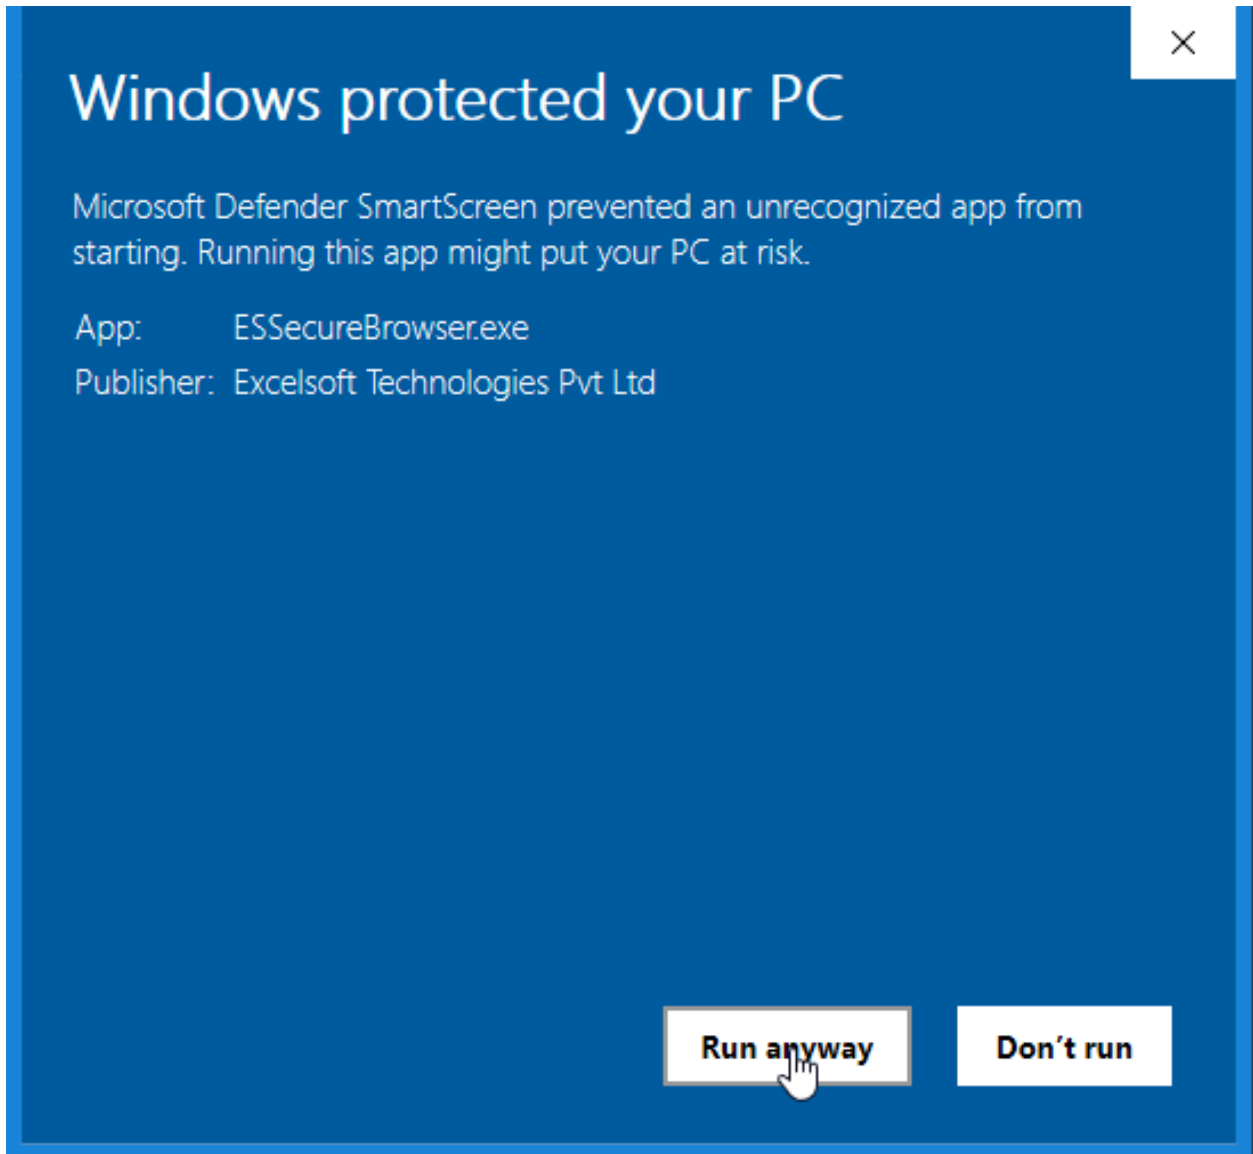 Windows protected your PC
Microsoft Defender SmartScreen prevented an unrecognized app from
starting. Running this app might put your PC at risk.
App: ESSecureBrowser.exe
Publisher: Excelsoft Technologies Pvt Ltd
Run anyway Don't run